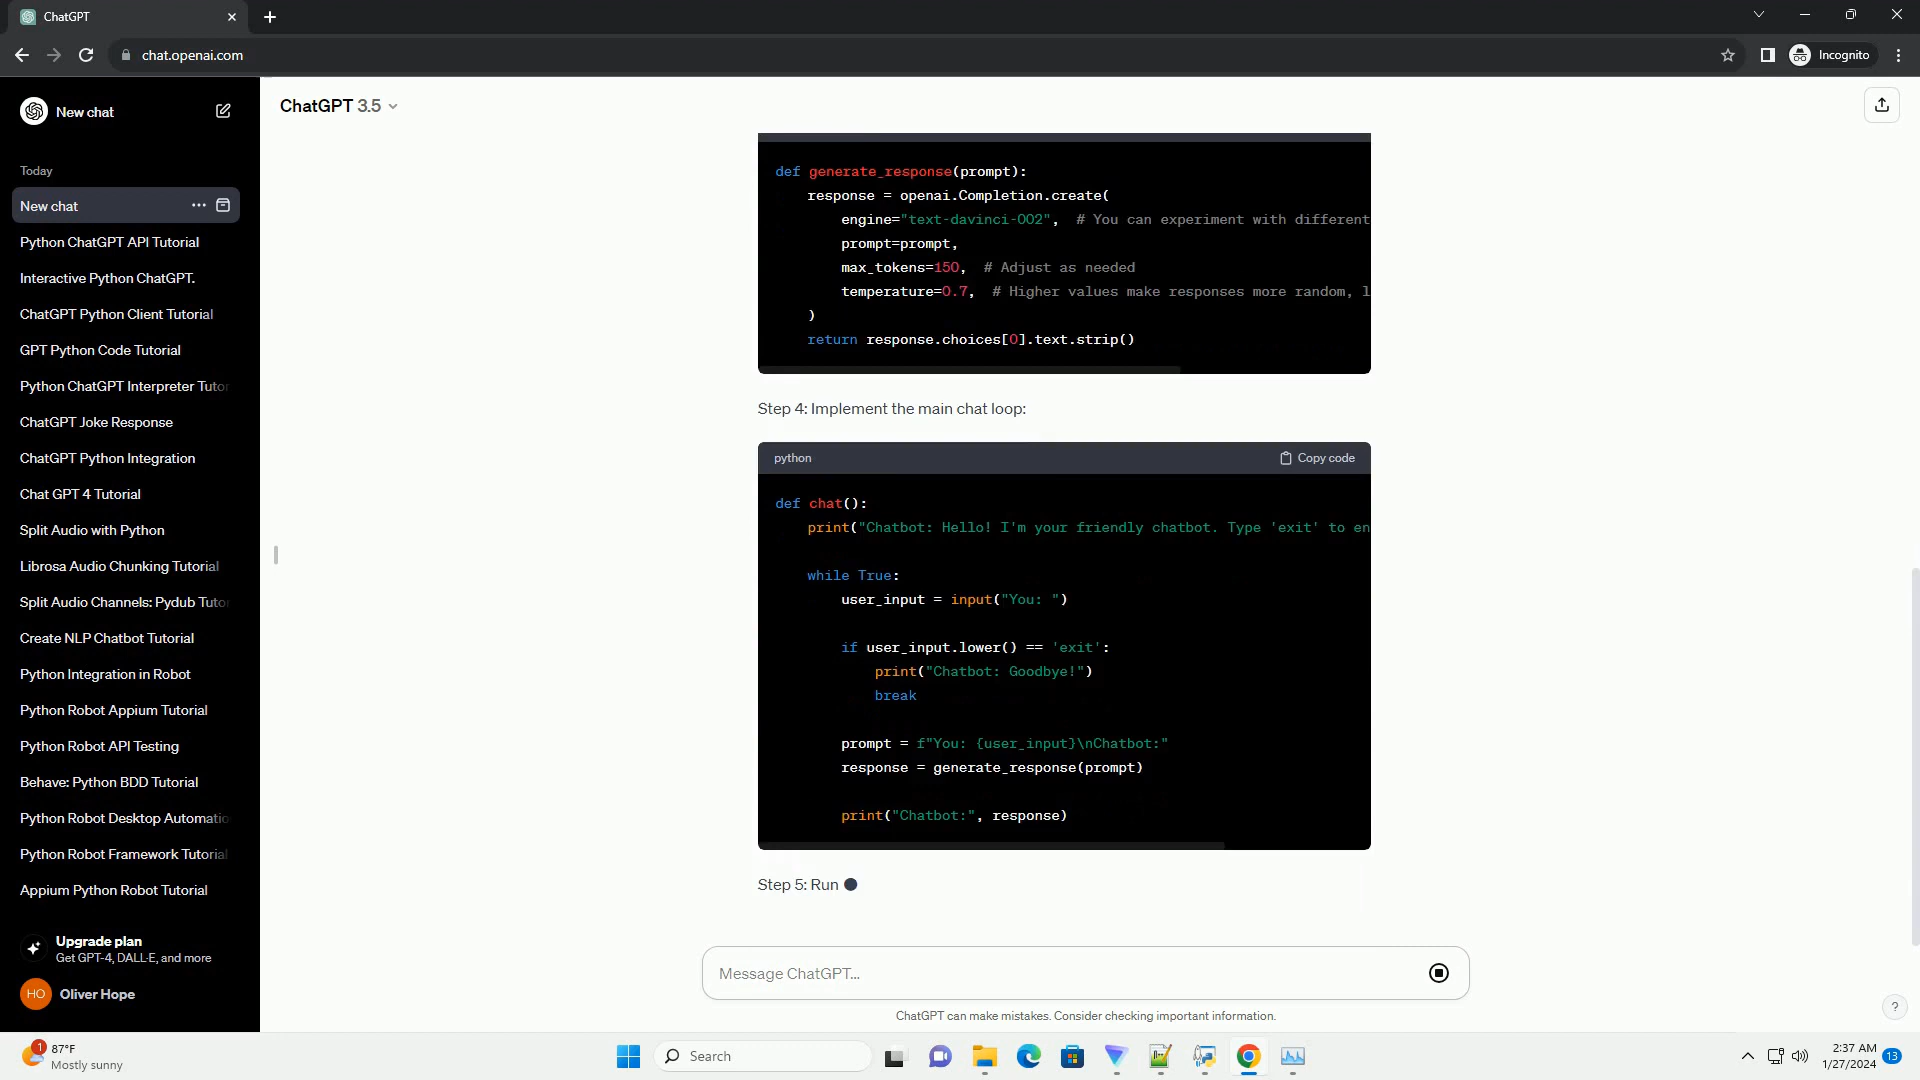 ChatGPT
chat.openai.com
Incognito
New chat
Today
New chat
Python ChatGPT API Tutorial
Interactive Python ChatGPT.
ChatGPT Python Client Tutorial
GPT Python Code Tutorial
Python ChatGPT Interpreter Tutor
ChatGPT Joke Response
ChatGPT Python Integration
Chat GPT 4 Tutorial
Split Audio with Python
Librosa Audio Chunking Tutorial
Split Audio Channels: Pydub Tuto
Create NLP Chatbot Tutorial
Python Integration in Robot
Python Robot Appium Tutorial
Python Robot API Testing
Behave: Python BDD Tutorial
Python Robot Desktop Automatio
Python Robot Framework Tutorial
Appium Python Robot Tutorial
Upgrade plan
Get GPT-4, DALL·E, and more
HO Oliver Hope
ChatGPT 3.5
def generate_response(prompt):
    response = openai.Completion.create(
        engine="text-davinci-002",  # You can experiment with different
        prompt=prompt,
        max_tokens=150,  # Adjust as needed
        temperature=0.7,  # Higher values make responses more random, l
    )
    return response.choices[0].text.strip()
Step 4: Implement the main chat loop:
python Copy code
def chat():
    print("Chatbot: Hello! I'm your friendly chatbot. Type 'exit' to en
    while True:
        user_input = input("You: ")
        if user_input.lower() == 'exit':
            print("Chatbot: Goodbye!")
            break
        prompt = f"You: {user_input}\nChatbot:"
        response = generate_response(prompt)
        print("Chatbot:", response)
Step 5: Run
Message ChatGPT...
ChatGPT can make mistakes. Consider checking important information.
?
1
87°F
Mostly sunny
Search
2:37 AM
1/27/2024
13